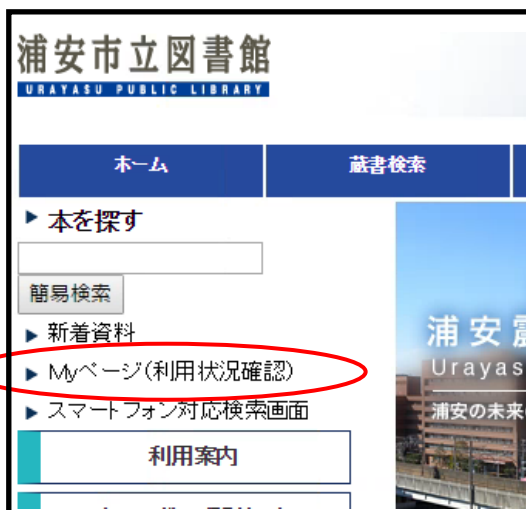 浦安市立図書館
URAYASU PUBLIC LIBRARY
ホーム
蔵書検索
本を探す
簡易検索
新着資料
Myページ(利用状況確認)
スマートフォン対応検索画面
利用案内
浦安
Urayas
浦安の未来